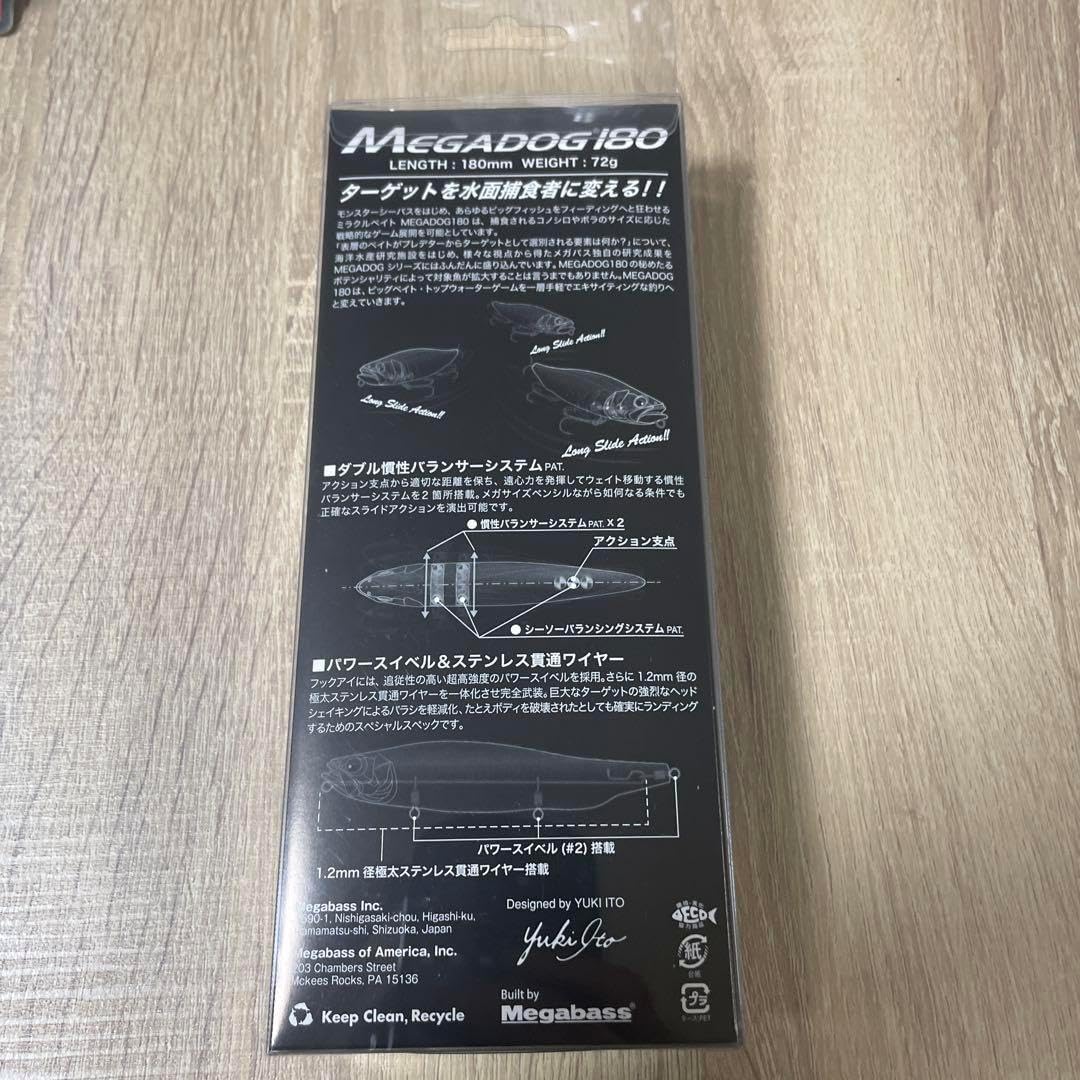 MEGADOG® 180
LENGTH : 180mm WEIGHT : 72g
ターゲットを水面捕食者に変える!!
モンスターシーバスをはじめ、あらゆるビッグフィッシュをフィーディングへと狂わせる
ミラクルベイト MEGADOG180 は、捕食されるコノシロやボラのサイズに応じた
戦略的なゲーム展開を可能としています。
「表層のベイトがプレデターからターゲットとして選別される要素は何か?」について、
海洋水産研究施設をはじめ、様々な視点から得たメガバス独自の研究成果を
MEGADOG シリーズにはふんだんに盛り込んでいます。MEGADOG180 の秘めたる
ポテンシャリティによって対象魚が拡大することは言うまでもありません。MEGADOG
180 は、ビッグベイト・トップウォーターゲームを一層手軽でエキサイティングな釣りへ
と変えていきます。
Long Slide Action!!
Long Slide Action!!
Long Slide Action!!
■ダブル慣性バランサーシステム PAT.
アクション支点から適切な距離を保ち、遠心力を発揮してウェイト移動する慣性
バランサーシステムを2箇所搭載。メガサイズペンシルながら如何なる条件でも
正確なスライドアクションを演出可能です。
●慣性バランサーシステム PAT. X 2
アクション支点
●シーソーバランシングシステム PAT.
■パワースイベル&ステンレス貫通ワイヤー
フックアイには、追従性の高い超高強度のパワースイベルを採用。さらに 1.2mm 径の
極太ステンレス貫通ワイヤーを一体化させ完全武装。巨大なターゲットの強烈なヘッド
シェイキングによるバラシを軽減化、たとえボディを破壊されたとしても確実にランディング
するためのスペシャルスペックです。
パワースイベル (#2) 搭載
1.2mm 径極太ステンレス貫通ワイヤー搭載
Megabass Inc.
690-1, Nishigasaki-chou, Higashi-ku,
Hamamatsu-shi, Shizuoka, Japan
Megabass of America, Inc.
203 Chambers Street
Mckees Rocks, PA 15136
Keep Clean, Recycle
Designed by YUKI ITO
Yuki Ito
Built by
Megabass®
ECO
紙
台紙
プラ
ケース:PET